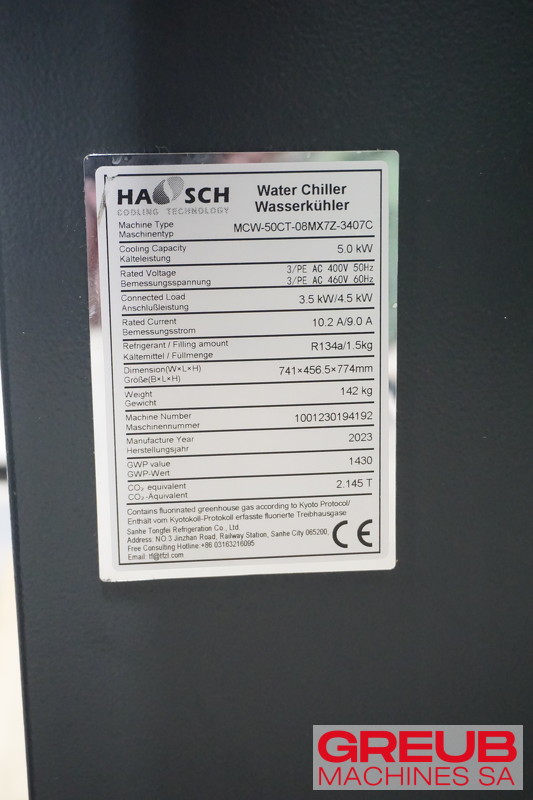 HAUSCH
COOLING TECHNOLOGY
Water Chiller
Wasserkühler
Machine Type
Maschinentyp
MCW-50CT-08MX7Z-3407C
Cooling Capacity
Kälteleistung
5.0 kW
Rated Voltage
Bemessungsspannung
3/PE AC 400V 50Hz
3/PE AC 460V 60Hz
Connected Load
Anschlußleistung
3.5 kW/4.5 kW
Rated Current
Bemessungsstrom
10.2 A/9.0 A
Refrigerant / Filling amount
Kältemittel / Füllmenge
R134a/1.5kg
Dimension(W×L×H)
Größe(B×L×H)
741×456.5×774mm
Weight
Gewicht
142 kg
Machine Number
Maschinennummer
1001230194192
Manufacture Year
Herstellungsjahr
2023
GWP value
GWP-Wert
1430
CO₂ equivalent
CO₂-Äquivalent
2.145 T
Contains fluorinated greenhouse gas according to Kyoto Protocol/
Enthält vom Kyotokoll-Protokoll erfasste fluorierte Treibhausgase
Sanhe Tongfei Refrigeration Co., Ltd.
Address: NO.3 Jinzhan Road, Railway Station, Sanhe City 065200,
Free Consulting Hotline:+86 03163216095
Email: tf@tfzl.com
CE
GREUB
MACHINES SA